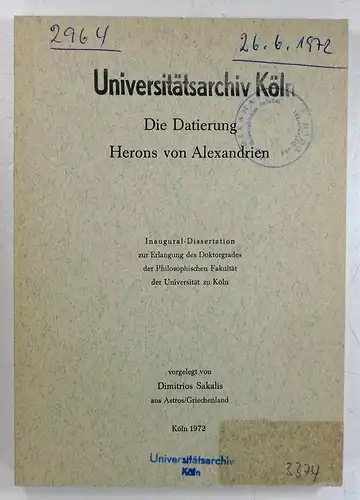 2964
26.6.1972
Universitätsarchiv Köln
Die Datierung
Herons von Alexandrien
Inaugural-Dissertation
zur Erlangung des Doktorgrades
der Philosophischen Fakultät
der Universität zu Köln
vorgelegt von
Dimitrios Sakalis
aus Astros/Griechenland
Köln 1972
Universitätsarchiv
Köln
3374